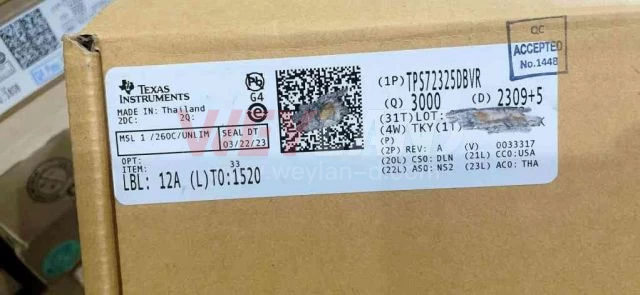 TEXAS
INSTRUMENTS
MADE IN: Thailand
2DC: 2Q:
MSL 1 /260C/UNLIM
SEAL DT
03/22/23
OPT:
ITEM: 33
LBL: 12A (L)TO:1520
Pb
G4
(1P) TPS72325DBVR
(Q) 3000 (D) 2309+5
(31T)LOT:
(4W) TKY(1T)
(P)
(2P) REV: A (V) 0033317
(20L) CSO: DLN (21L) CCO:USA
(22L) ASO: NS2 (23L) ACO: THA
QC
ACCEPTED
No.1448